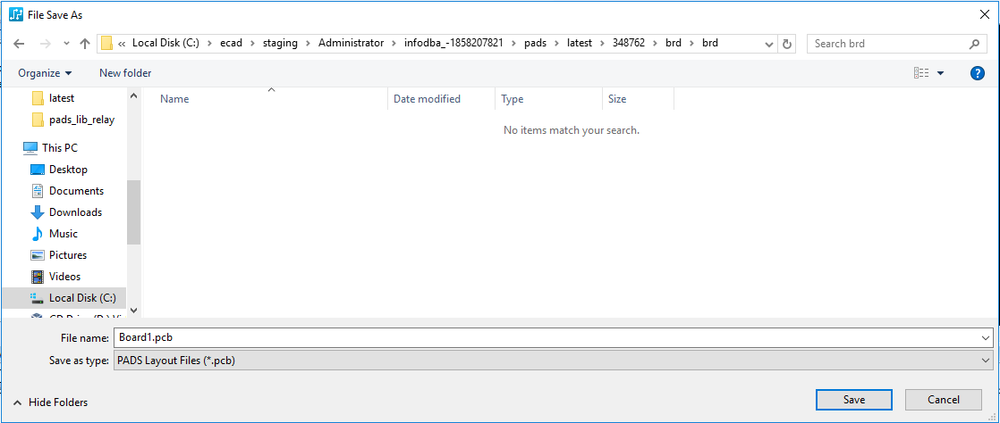 File Save As
« Local Disk (C:) > ecad > staging > Administrator > infodba_-1858207821 > pads > latest > 348762 > brd > brd
Search brd
Organize
New folder
?
Name
Date modified
Type
Size
No items match your search.
latest
pads_lib_relay
This PC
Desktop
Documents
Downloads
Music
Pictures
Videos
Local Disk (C:)
File name: Board1.pcb
Save as type: PADS Layout Files (*.pcb)
Hide Folders
Save
Cancel